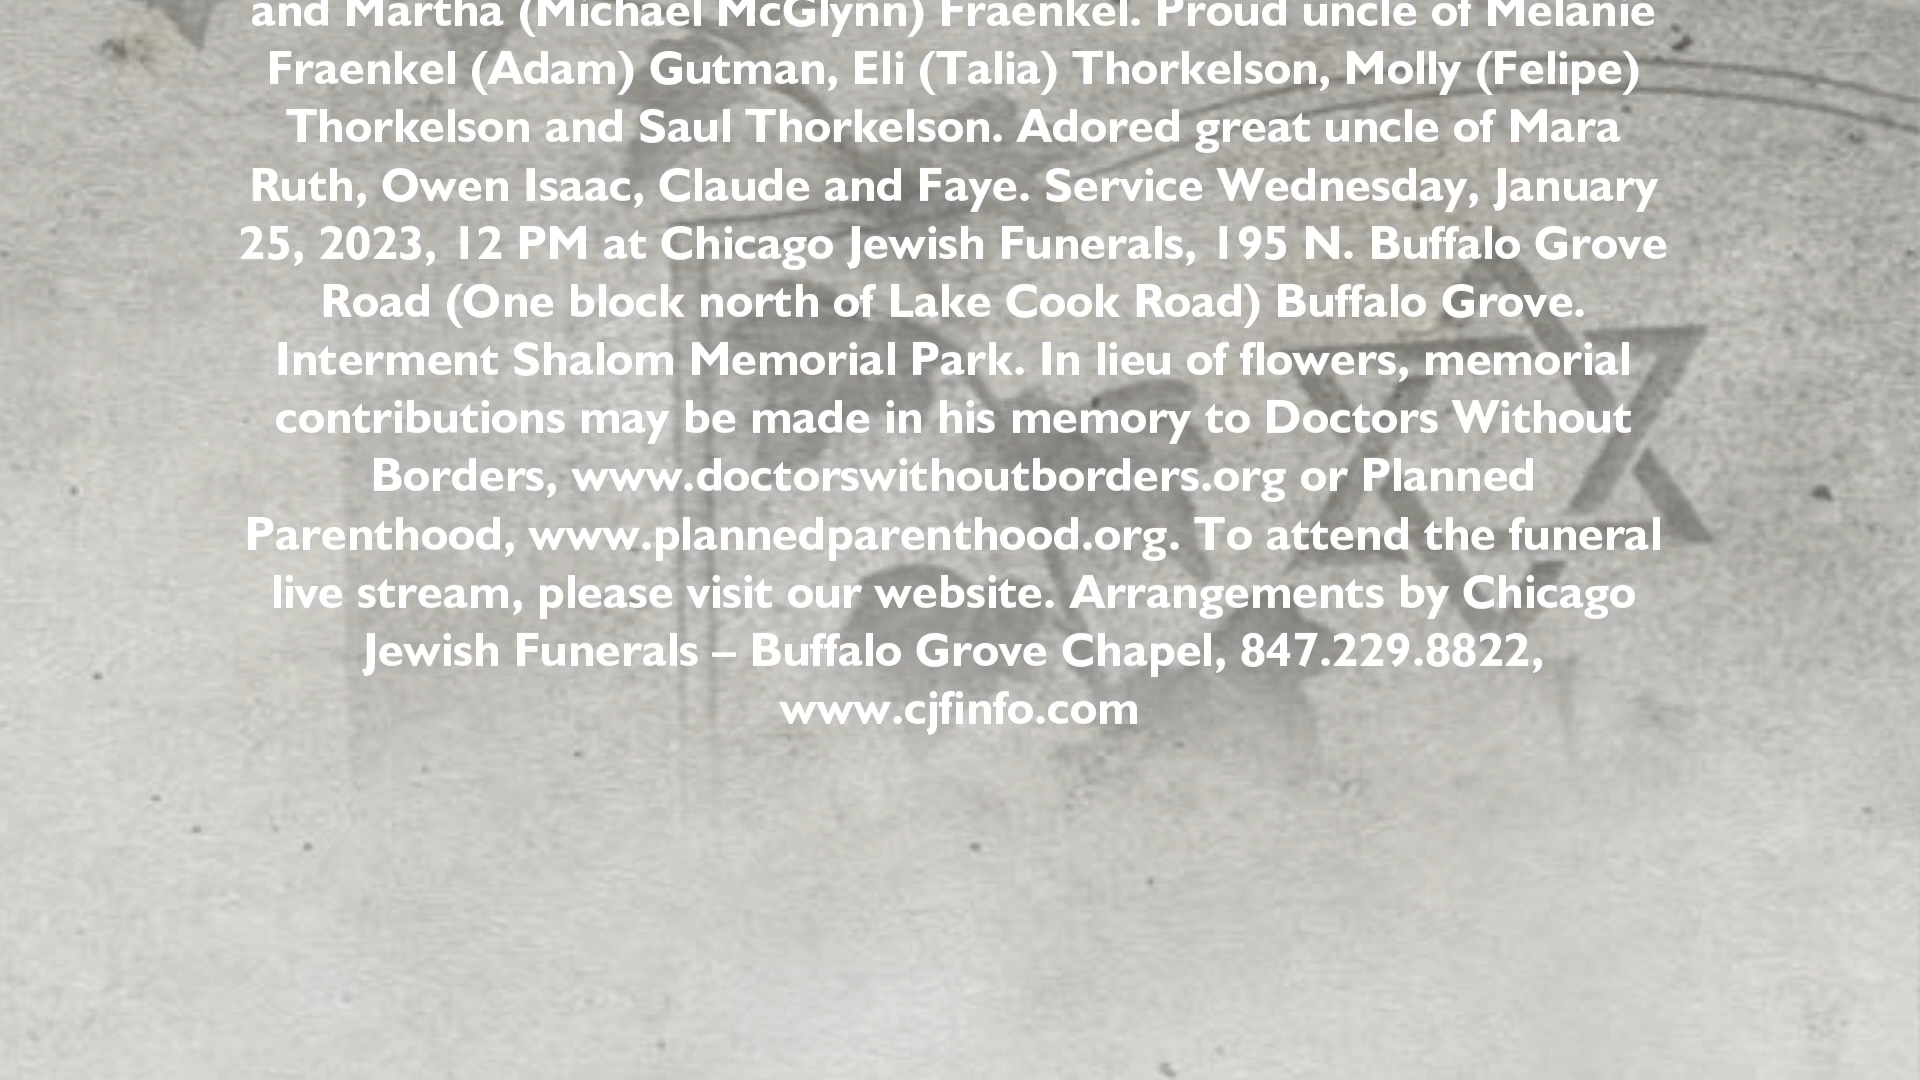 and Martha (Michael McGlynn) Fraenkel. Proud uncle of Melanie
Fraenkel (Adam) Gutman, Eli (Talia) Thorkelson, Molly (Felipe)
Thorkelson and Saul Thorkelson. Adored great uncle of Mara
Ruth, Owen Isaac, Claude and Faye. Service Wednesday, January
25, 2023, 12 PM at Chicago Jewish Funerals, 195 N. Buffalo Grove
Road (One block north of Lake Cook Road) Buffalo Grove.
Interment Shalom Memorial Park. In lieu of flowers, memorial
contributions may be made in his memory to Doctors Without
Borders, www.doctorswithoutborders.org or Planned
Parenthood, www.plannedparenthood.org. To attend the funeral
live stream, please visit our website. Arrangements by Chicago
Jewish Funerals – Buffalo Grove Chapel, 847.229.8822,
www.cjfinfo.com